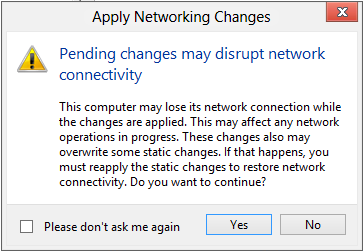 Apply Networking Changes
Pending changes may disrupt network
connectivity
This computer may lose its network connection while
the changes are applied. This may affect any network
operations in progress. These changes also may
overwrite some static changes. If that happens, you
must reapply the static changes to restore network
connectivity. Do you want to continue?
Please don't ask me again
Yes
No